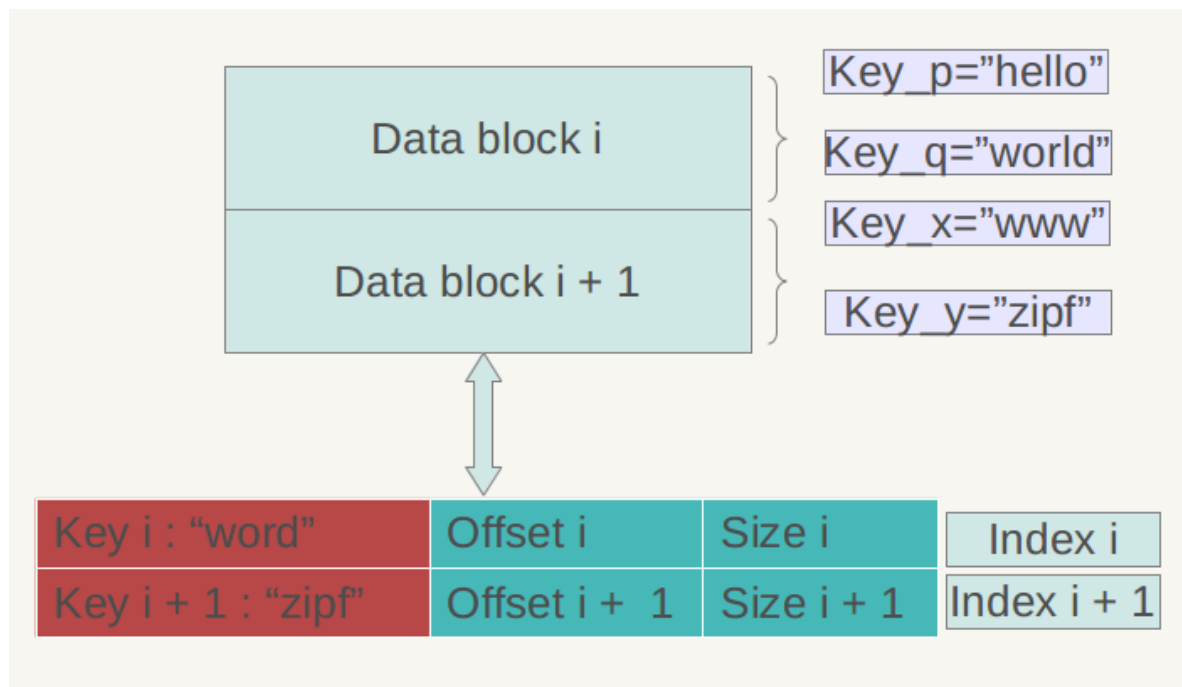 Key_p=”hello”
Data block i
Key_q=”world”
Key_x=”www”
Data block i + 1
Key_y=”zipf”
Key i : “word” Offset i Size i Index i
Key i + 1 : “zipf” Offset i + 1 Size i + 1 Index i + 1